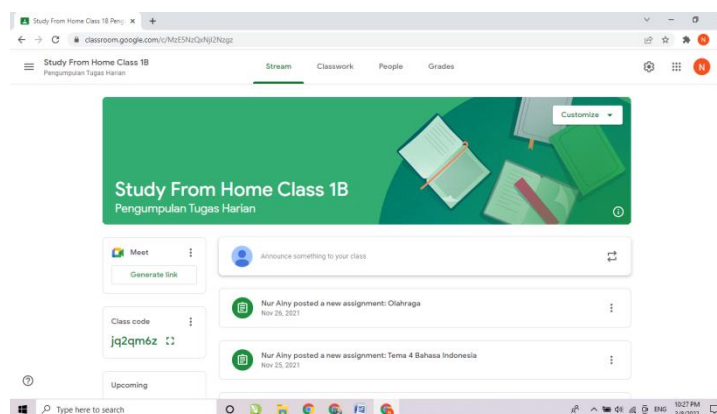 Study From Home Class 1B Peng
classroom.google.com/c/MzE5NzQxNjI2Nzgz
Study From Home Class 1B
Pengumpulan Tugas Harian
Stream Classwork People Grades
N
Customize
Study From Home Class 1B
Pengumpulan Tugas Harian
Meet
Generate link
Announce something to your class
Nur Ainy posted a new assignment: Olahraga
Nov 26, 2021
Class code
jq2qm6z
Nur Ainy posted a new assignment: Tema 4 Bahasa Indonesia
Nov 25, 2021
Upcoming
Type here to search
ENG
10:27 PM